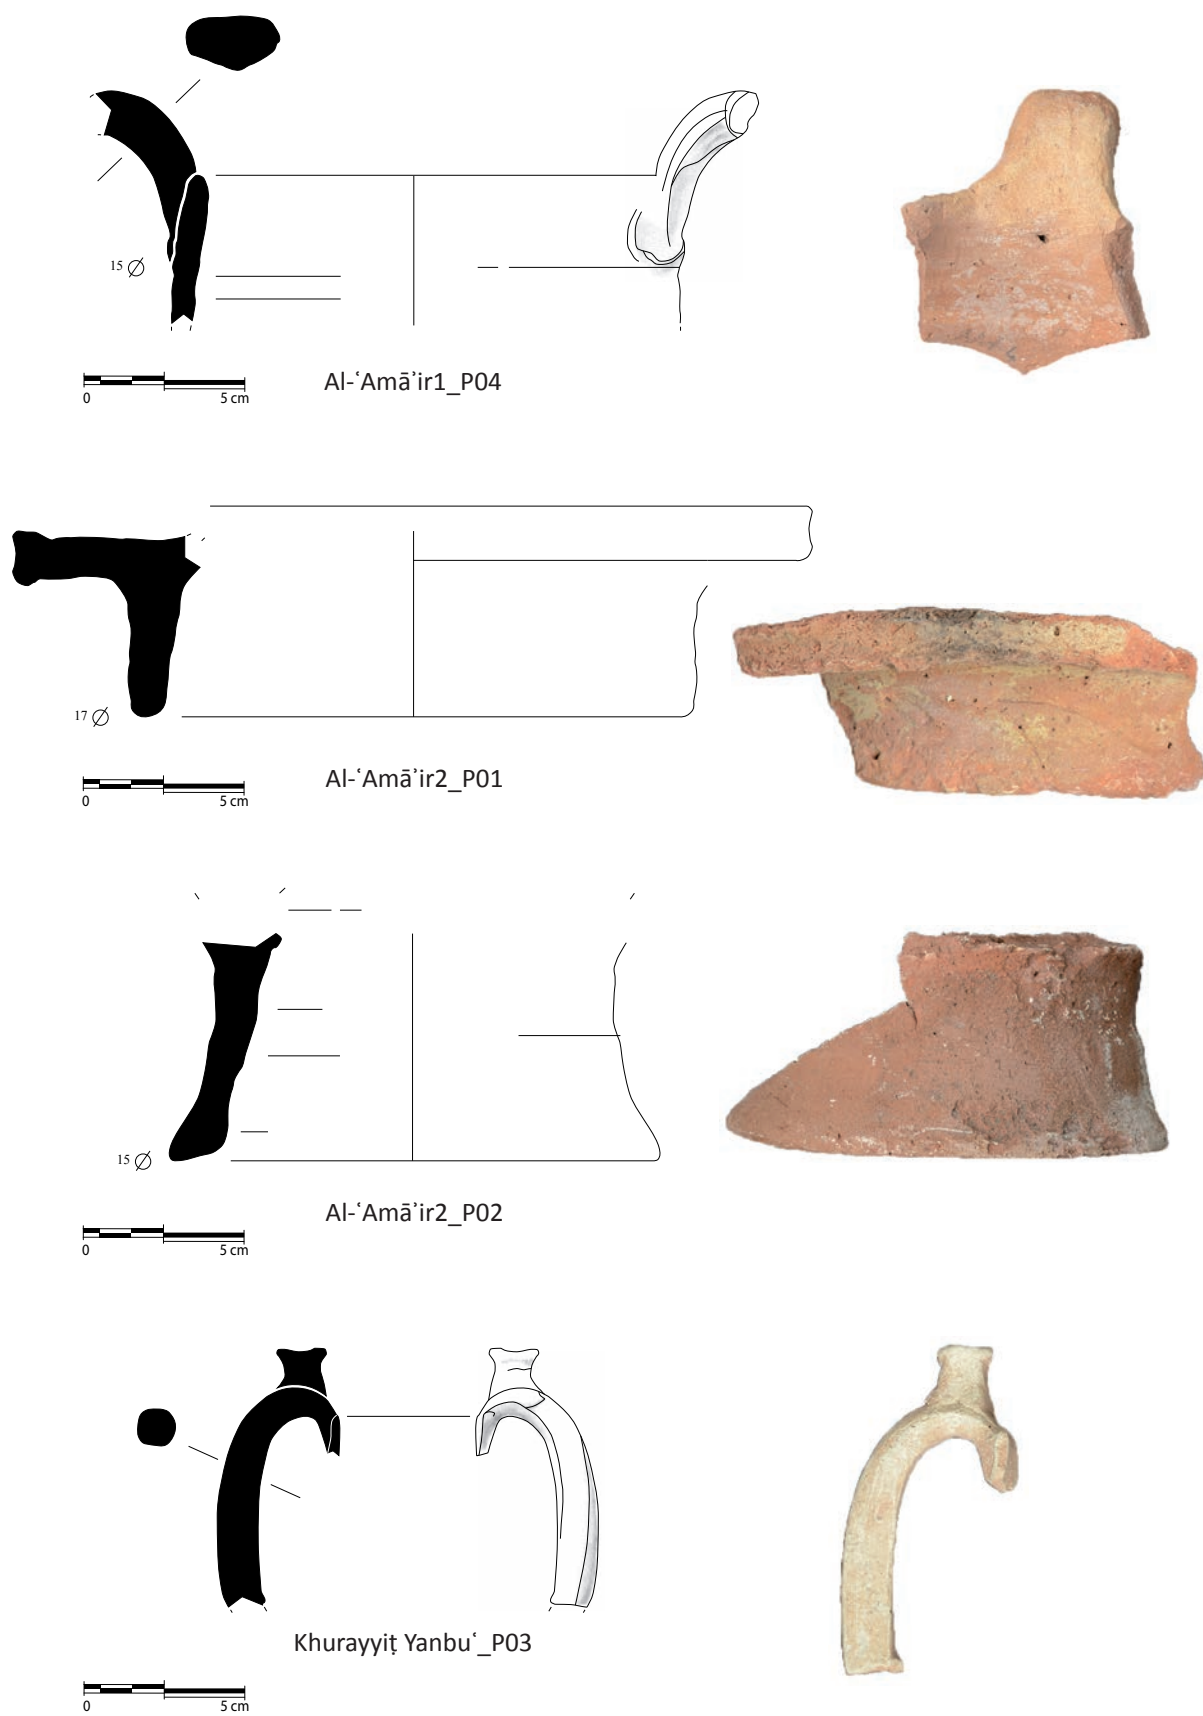 15 ⌀
0 5 cm
Al-ʿAmāʾir1_P04
17 ⌀
0 5 cm
Al-ʿAmāʾir2_P01
15 ⌀
0 5 cm
Al-ʿAmāʾir2_P02
0 5 cm
Khurayyiṭ Yanbuʿ_P03